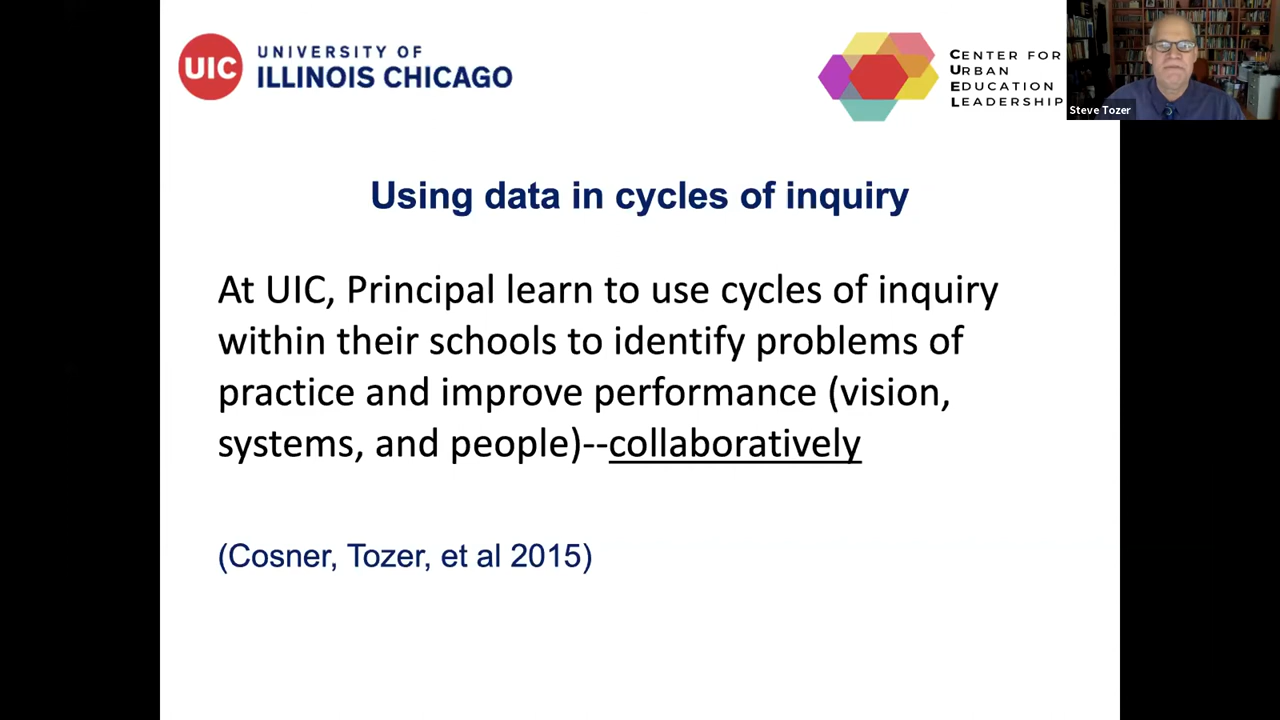 UIC
UNIVERSITY OF
ILLINOIS CHICAGO
CENTER FOR
URBAN
EDUCATION
LEADERSHIP
Steve Tozer
Using data in cycles of inquiry
At UIC, Principal learn to use cycles of inquiry
within their schools to identify problems of
practice and improve performance (vision,
systems, and people)--collaboratively
(Cosner, Tozer, et al 2015)